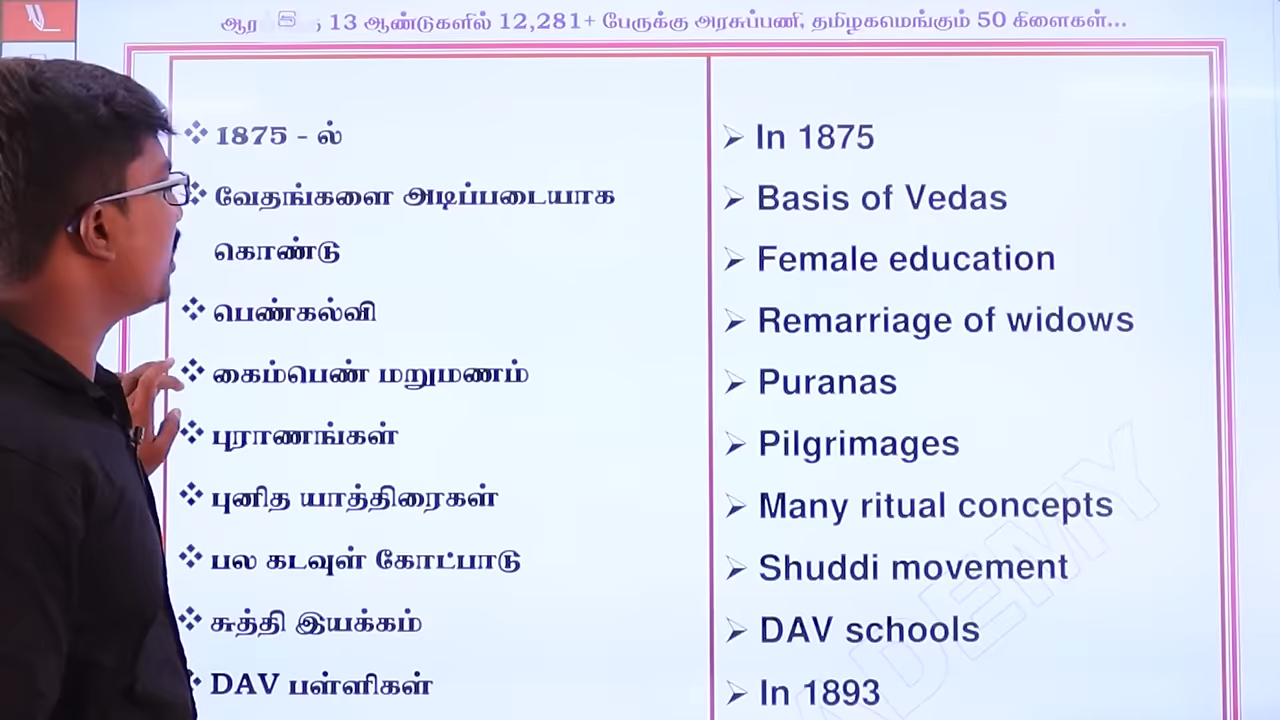 13 ஆண்டுகளில் 12,281+ பேருக்கு அரசுப்பணி, தமிழகமெங்கும் 50 கிளைகள்...
1875 - ல்
வேதங்களை அடிப்படையாக
கொண்டு
பெண்கல்வி
கைம்பெண் மறுமணம்
புராணங்கள்
புனித யாத்திரைகள்
பல கடவுள் கோட்பாடு
சுத்தி இயக்கம்
DAV பள்ளிகள்
In 1875
Basis of Vedas
Female education
Remarriage of widows
Puranas
Pilgrimages
Many ritual concepts
Shuddi movement
DAV schools
In 1893